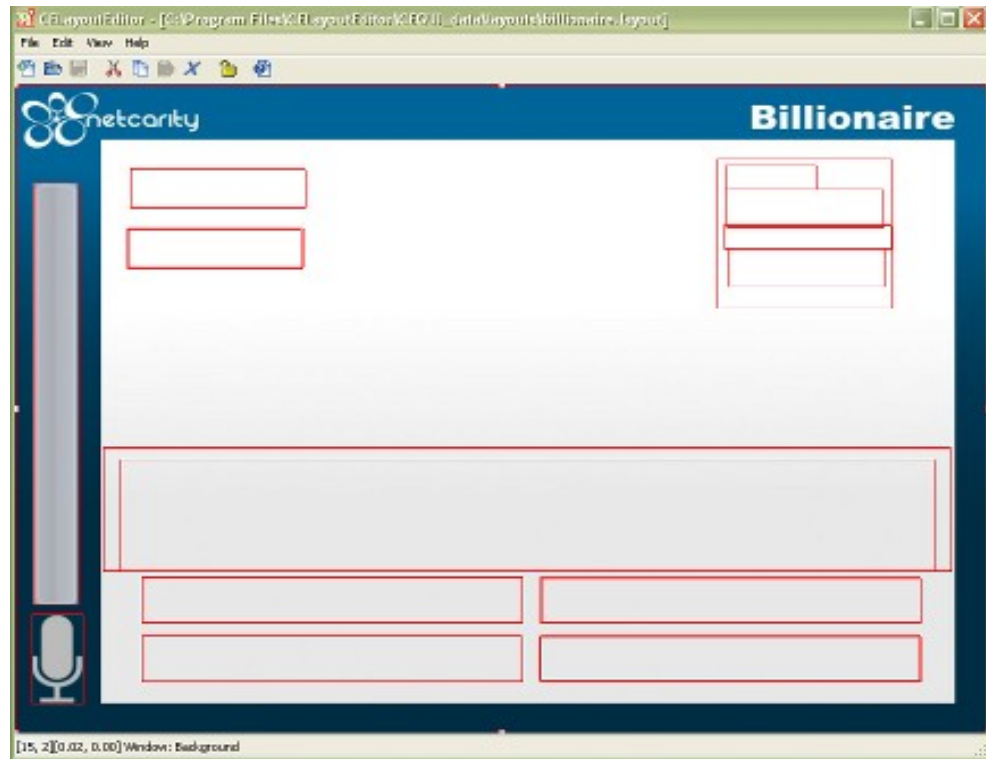 CELayoutEditor - [C:\Program Files\CELayoutEditor\CEGUI_data\layouts\billionaire.layout]
File Edit View Help
netcarity
Billionaire
[15, 2][0.02, 0.00] Window: Background